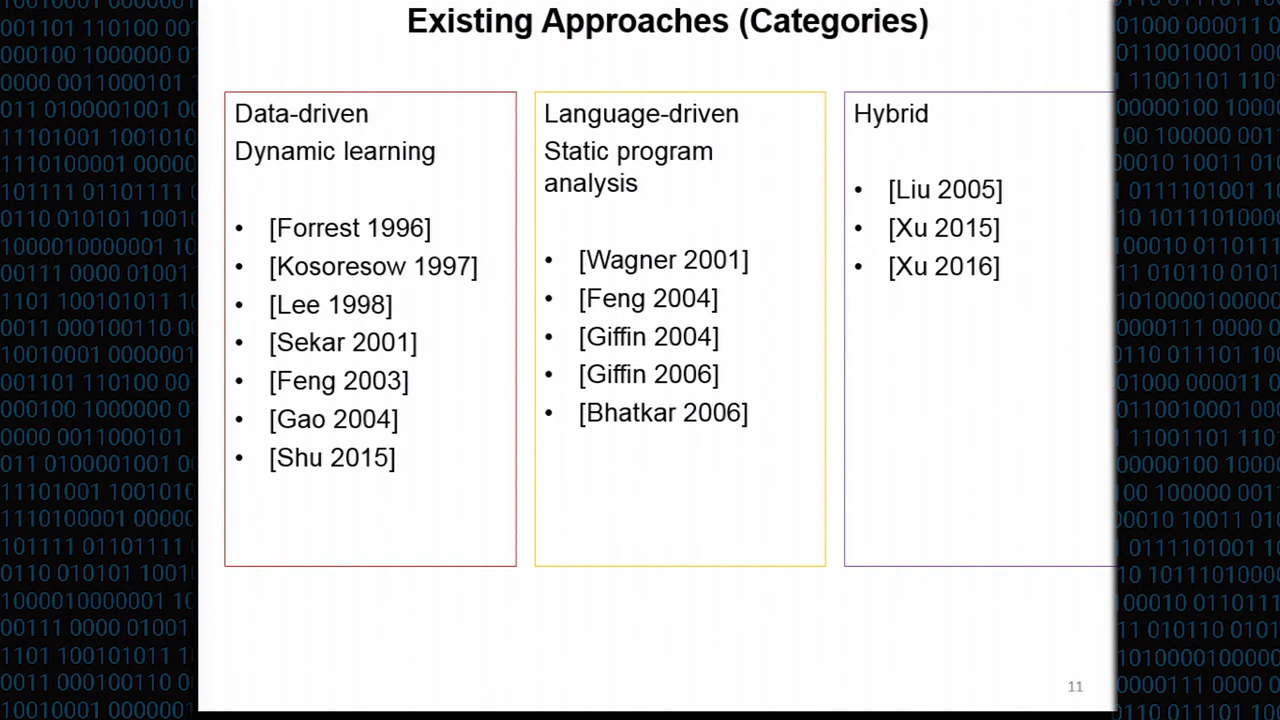 Existing Approaches (Categories)
Data-driven
Dynamic learning
• [Forrest 1996]
• [Kosoresow 1997]
• [Lee 1998]
• [Sekar 2001]
• [Feng 2003]
• [Gao 2004]
• [Shu 2015]
Language-driven
Static program
analysis
• [Wagner 2001]
• [Feng 2004]
• [Giffin 2004]
• [Giffin 2006]
• [Bhatkar 2006]
Hybrid
• [Liu 2005]
• [Xu 2015]
• [Xu 2016]
11